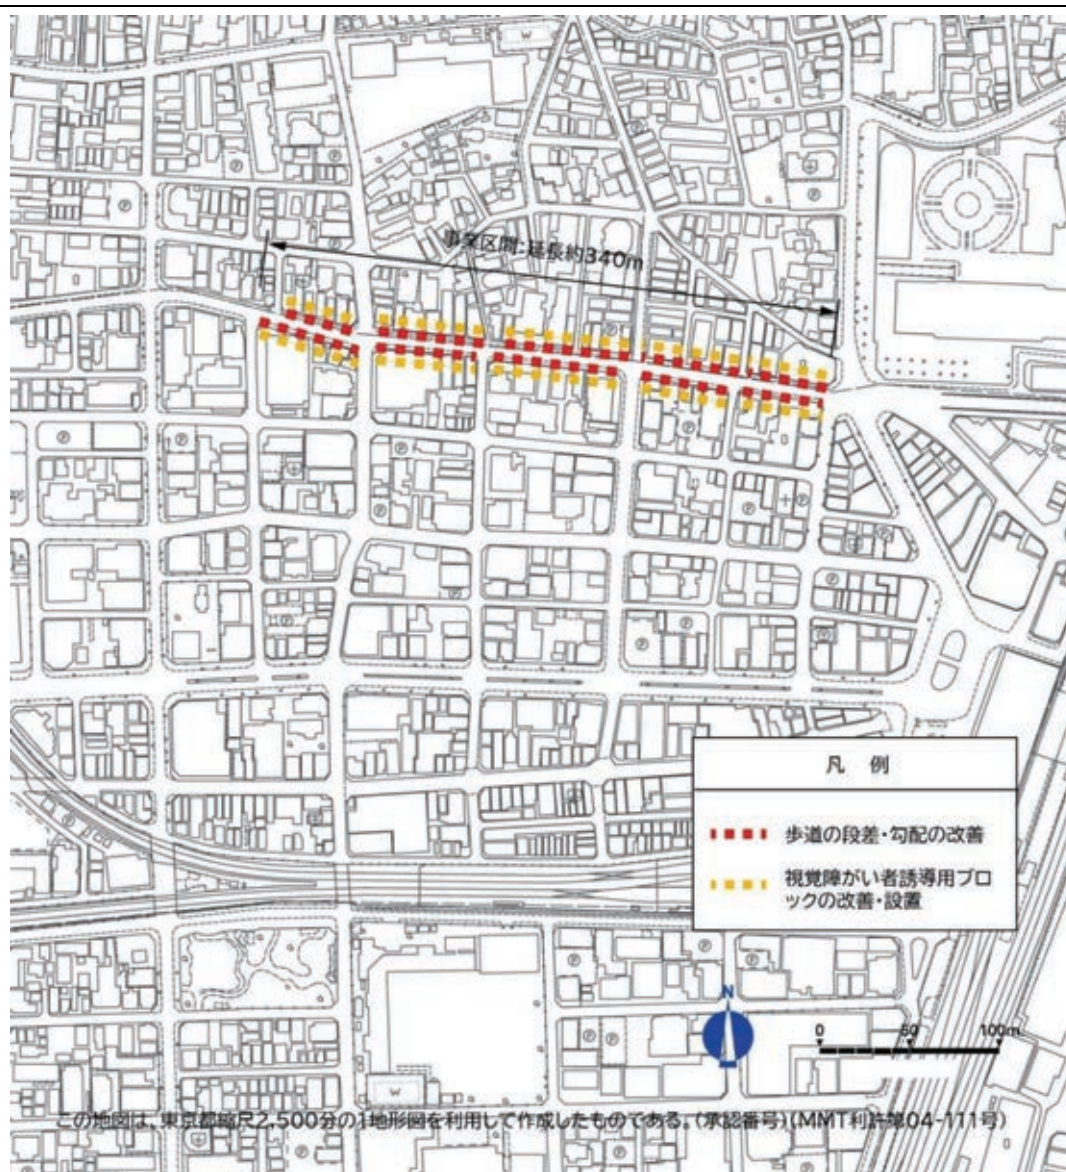 事業区間:延長約340m
凡 例
歩道の段差・勾配の改善
視覚障がい者誘導用ブロ
ックの改善・設置
N
0 50 100m
この地図は、東京都縮尺2,500分の1地形図を利用して作成したものである。(承認番号)(MMT利許第04-111号)